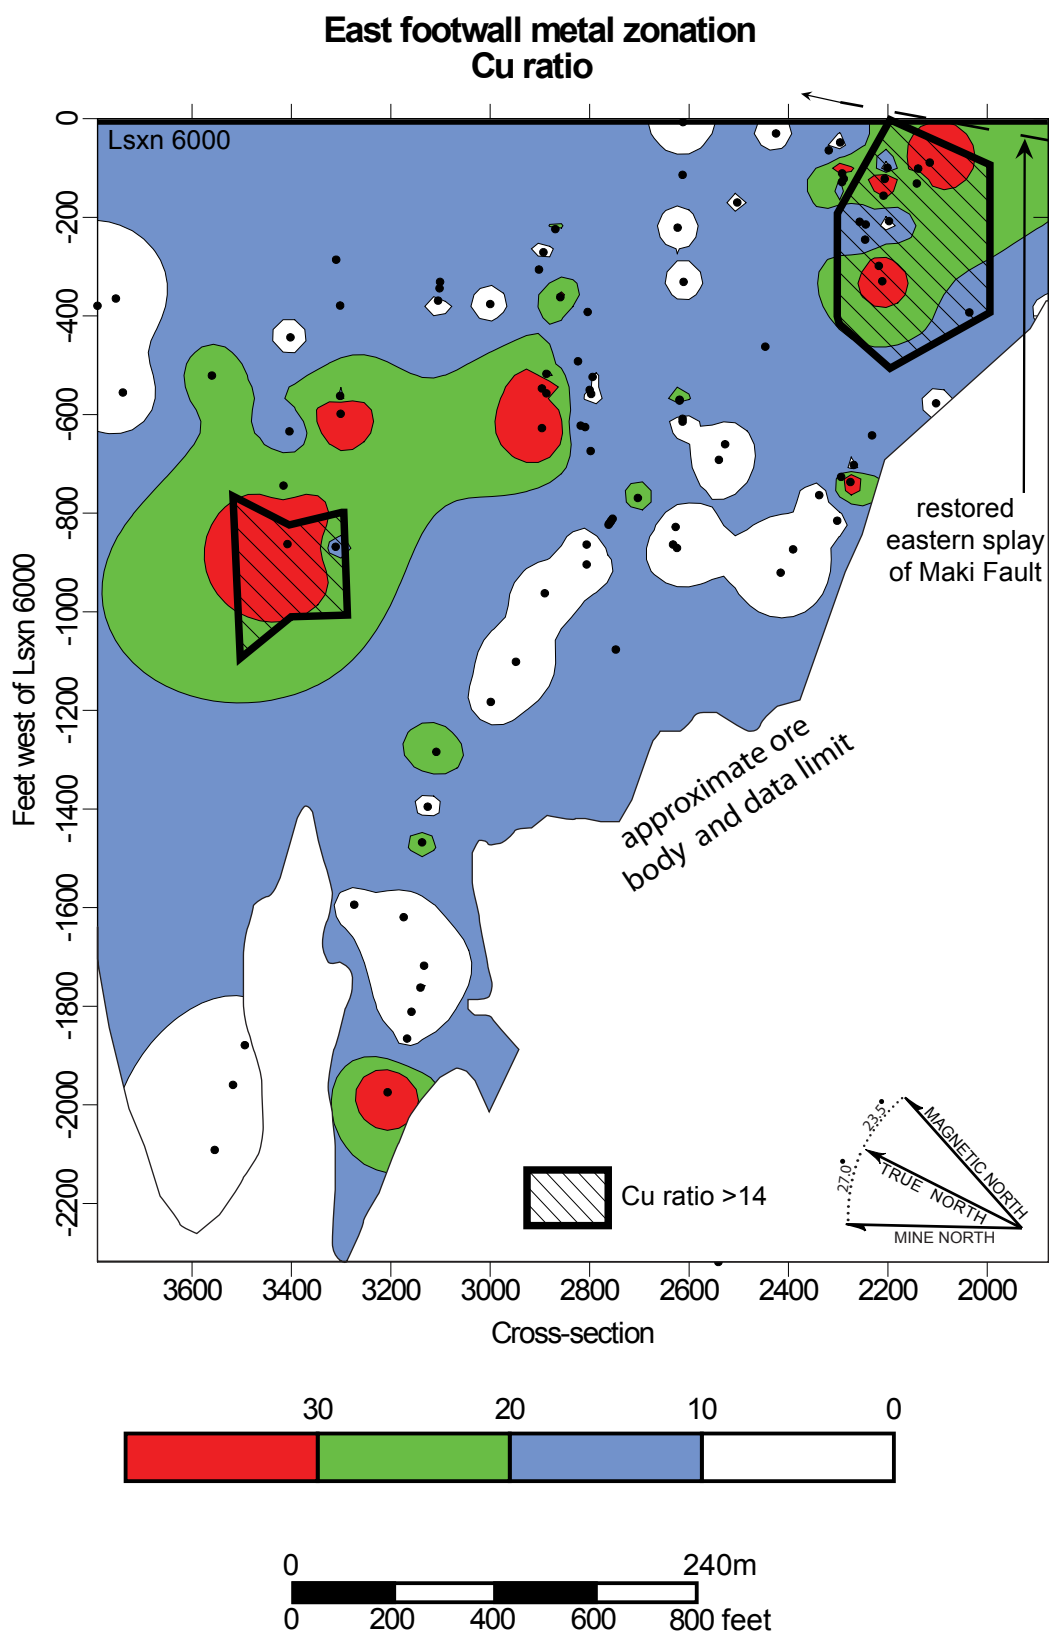 East footwall metal zonation
Cu ratio
Lsxn 6000
0
-200
-400
-600
-800
-1000
-1200
-1400
-1600
-1800
-2000
-2200
Feet west of Lsxn 6000
restored
eastern splay
of Maki Fault
approximate ore
body and data limit
Cu ratio >14
23.5°
27.0°
MAGNETIC NORTH
TRUE NORTH
MINE NORTH
3600 3400 3200 3000 2800 2600 2400 2200 2000
Cross-section
30 20 10 0
0 240m
0 200 400 600 800 feet